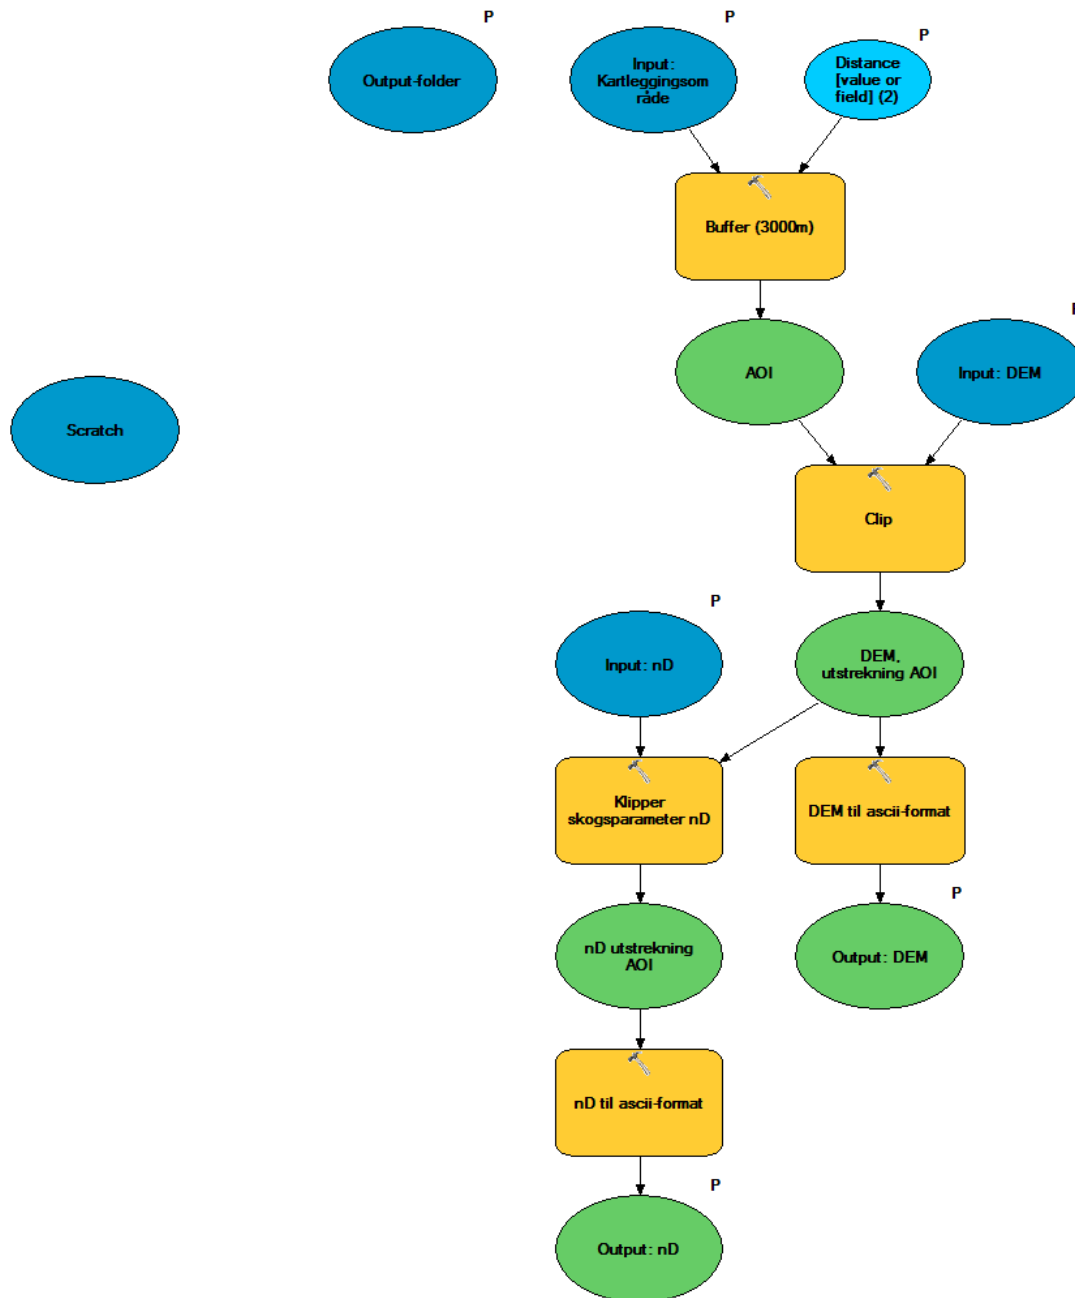 P
P
P
Output-folder
Input:
Kartleggingsom
råde
Distance
[value or
field] (2)
Buffer (3000m)
P
AOI
Input: DEM
Scratch
Clip
P
Input: nD
DEM,
utstrekning AOI
Klipper
skogsparameter nD
DEM til ascii-format
P
nD utstrekning
AOI
Output: DEM
nD til ascii-format
P
Output: nD